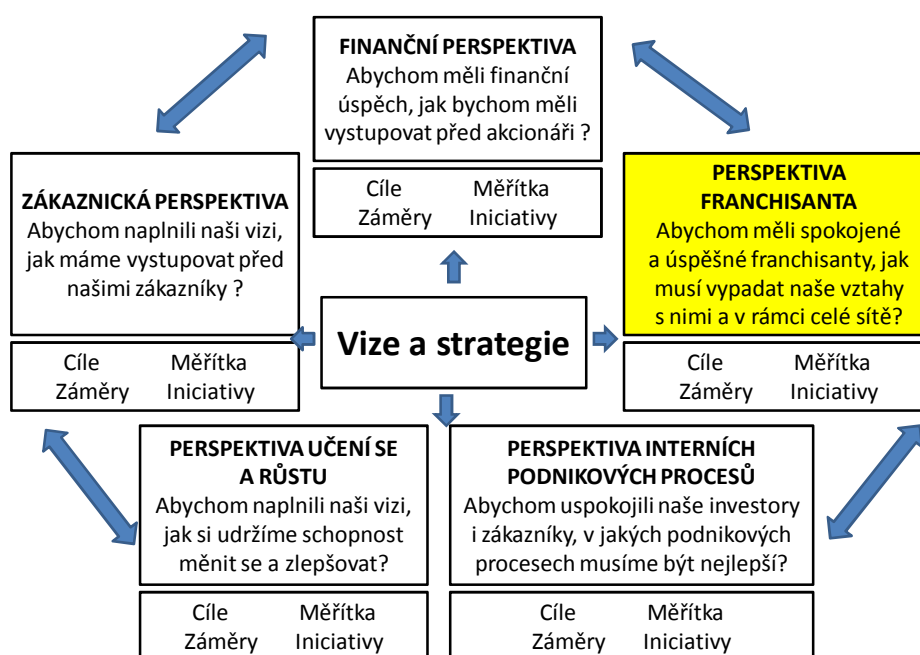 FINANČNÍ PERSPEKTIVA
Abychom měli finanční
úspěch, jak bychom měli
vystupovat před akcionáři ?
Cíle Měřítka
Záměry Iniciativy
ZÁKAZNICKÁ PERSPEKTIVA
Abychom naplnili naši vizi,
jak máme vystupovat před
našimi zákazníky ?
Cíle Měřítka
Záměry Iniciativy
PERSPEKTIVA
FRANCHISANTA
Abychom měli spokojené
a úspěšné franchisanty, jak
musí vypadat naše vztahy
s nimi a v rámci celé sítě?
Cíle Měřítka
Záměry Iniciativy
Vize a strategie
PERSPEKTIVA UČENÍ SE
A RŮSTU
Abychom naplnili naši vizi,
jak si udržíme schopnost
měnit se a zlepšovat?
Cíle Měřítka
Záměry Iniciativy
PERSPEKTIVA INTERNÍCH
PODNIKOVÝCH PROCESŮ
Abychom uspokojili naše investory
i zákazníky, v jakých podnikových
procesech musíme být nejlepší?
Cíle Měřítka
Záměry Iniciativy